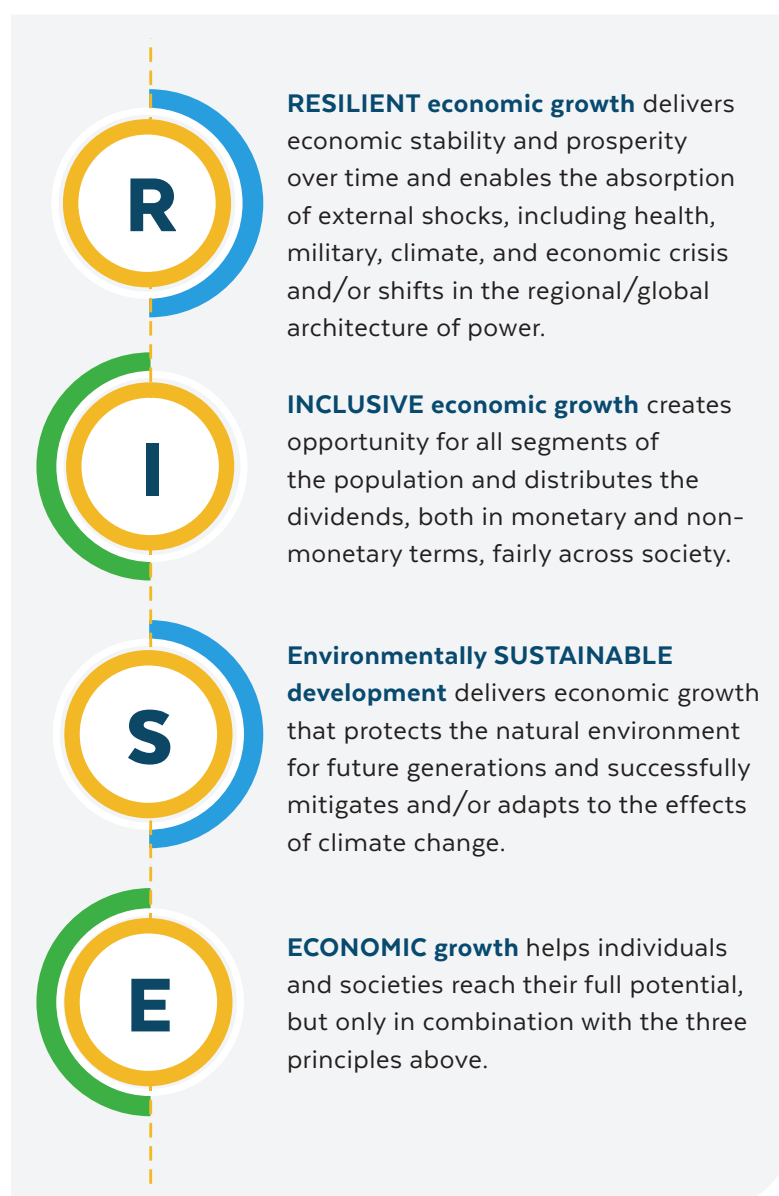 R
RESILIENT economic growth delivers
economic stability and prosperity
over time and enables the absorption
of external shocks, including health,
military, climate, and economic crisis
and/or shifts in the regional/global
architecture of power.
I
INCLUSIVE economic growth creates
opportunity for all segments of
the population and distributes the
dividends, both in monetary and non-
monetary terms, fairly across society.
S
Environmentally SUSTAINABLE
development delivers economic growth
that protects the natural environment
for future generations and successfully
mitigates and/or adapts to the effects
of climate change.
E
ECONOMIC growth helps individuals
and societies reach their full potential,
but only in combination with the three
principles above.